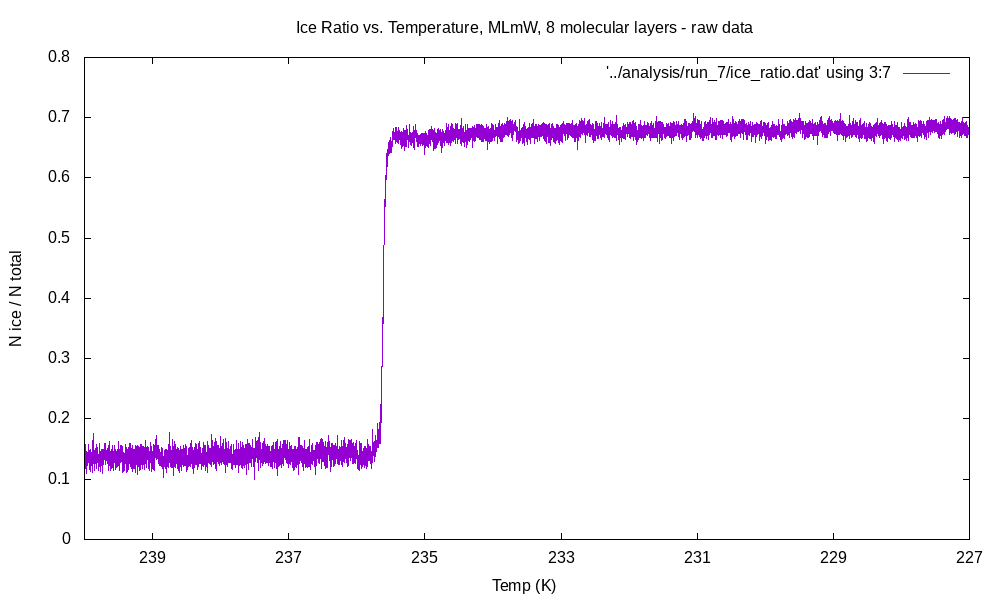 Ice Ratio vs. Temperature, MLmW, 8 molecular layers - raw data
'../analysis/run_7/ice_ratio.dat' using 3:7
0.8
0.7
0.6
0.5
0.4
0.3
0.2
0.1
0
N ice / N total
239 237 235 233 231 229 227
Temp (K)